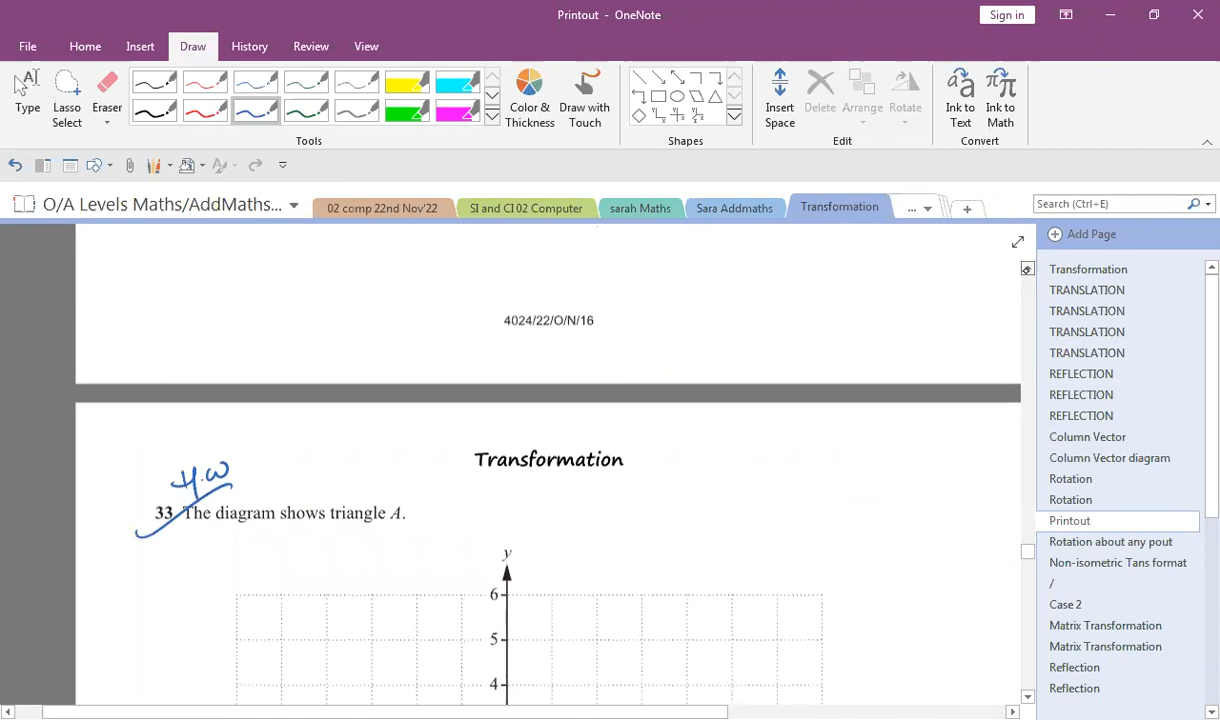 Printout - OneNote
Sign in
File Home Insert Draw History Review View
Type
Lasso Select
Eraser
Color & Thickness
Draw with Touch
Insert Space
Delete
Arrange
Rotate
Ink to Text
Ink to Math
Tools
Shapes
Edit
Convert
O/A Levels Maths/AddMaths...
02 comp 22nd Nov'22
SI and CI 02 Computer
sarah Maths
Sara Addmaths
Transformation
...
Search (Ctrl+E)
Add Page
Transformation
TRANSLATION
TRANSLATION
TRANSLATION
TRANSLATION
REFLECTION
REFLECTION
REFLECTION
Column Vector
Column Vector diagram
Rotation
Rotation
Printout
Rotation about any pout
Non-isometric Tans format
/
Case 2
Matrix Transformation
Matrix Transformation
Reflection
Reflection
4024/22/O/N/16
Transformation
H.W
33 The diagram shows triangle A.
y
6
5
4